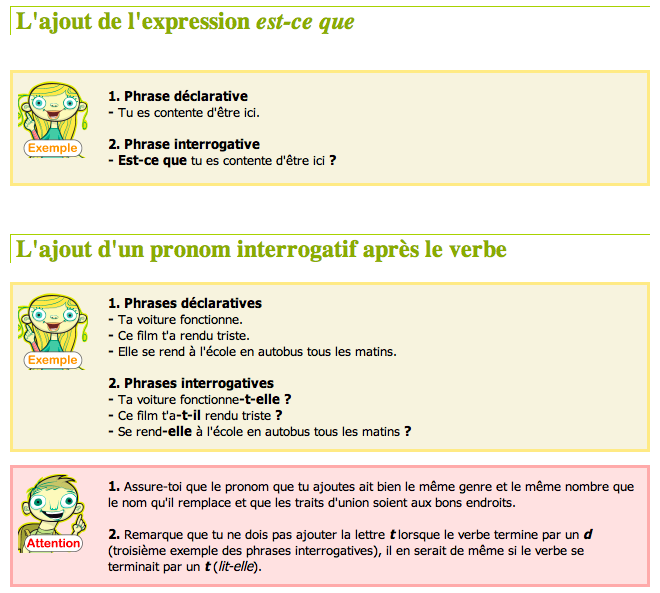 L'ajout de l'expression est-ce que
1. Phrase déclarative
- Tu es contente d'être ici.
2. Phrase interrogative
- Est-ce que tu es contente d'être ici ?
Exemple
L'ajout d'un pronom interrogatif après le verbe
1. Phrases déclaratives
- Ta voiture fonctionne.
- Ce film t'a rendu triste.
- Elle se rend à l'école en autobus tous les matins.
Exemple
2. Phrases interrogatives
- Ta voiture fonctionne-t-elle ?
- Ce film t'a-t-il rendu triste ?
- Se rend-elle à l'école en autobus tous les matins ?
1. Assure-toi que le pronom que tu ajoutes ait bien le même genre et le même nombre que
le nom qu'il remplace et que les traits d'union soient aux bons endroits.
2. Remarque que tu ne dois pas ajouter la lettre t lorsque le verbe termine par un d
Attention
(troisième exemple des phrases interrogatives), il en serait de même si le verbe se
terminait par un t (lit-elle).